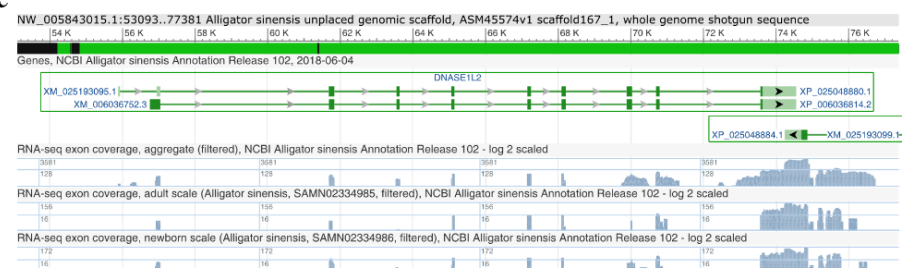 NW_005843015.1:53093..77381 Alligator sinensis unplaced genomic scaffold, ASM45574v1 scaffold167_1, whole genome shotgun sequence
54 K 56 K 58 K 60 K 62 K 64 K 66 K 68 K 70 K 72 K 74 K 76 K
Genes, NCBI Alligator sinensis Annotation Release 102, 2018-06-04
DNASE1L2
XM_025193095.1 XP_025048880.1
XM_006036752.3 XP_006036814.2
XP_025048884.1 XM_025193099.1
RNA-seq exon coverage, aggregate (filtered), NCBI Alligator sinensis Annotation Release 102 - log 2 scaled
3581 3581 3581 3581
128 128 128 128
RNA-seq exon coverage, adult scale (Alligator sinensis, SAMN02334985, filtered), NCBI Alligator sinensis Annotation Release 102 - log 2 scaled
156 156 156 156
16 16 16 16
RNA-seq exon coverage, newborn scale (Alligator sinensis, SAMN02334986, filtered), NCBI Alligator sinensis Annotation Release 102 - log 2 scaled
172 172 172 172
16 16 16 16